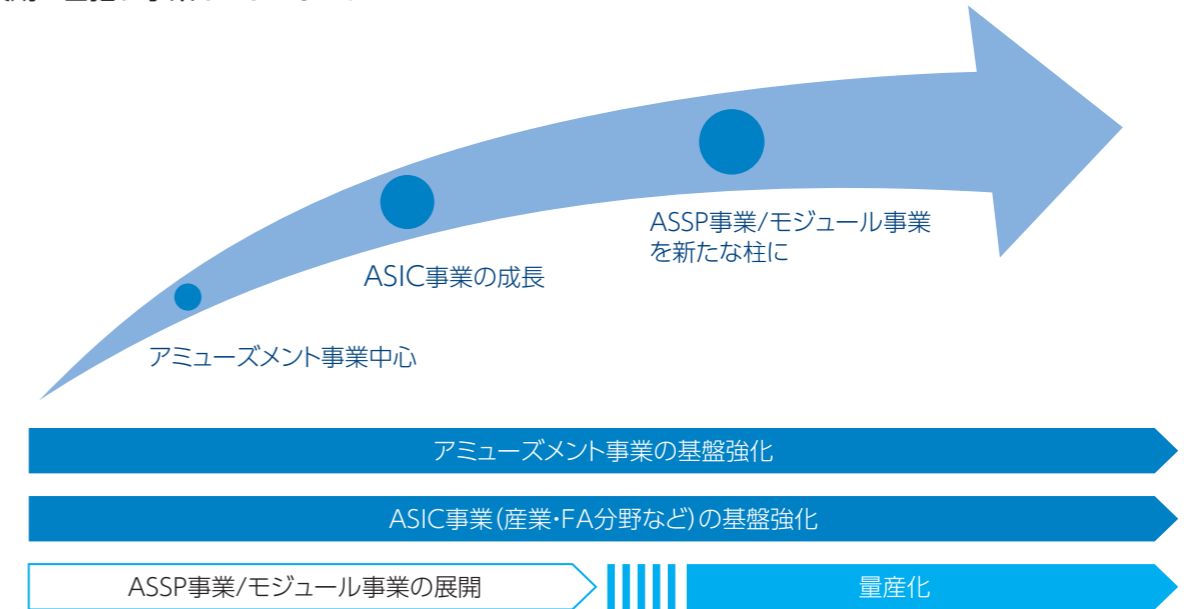 ASSP事業/モジュール事業
を新たな柱に
ASIC事業の成長
アミューズメント事業中心
アミューズメント事業の基盤強化
ASIC事業(産業・FA分野など)の基盤強化
ASSP事業/モジュール事業の展開
量産化